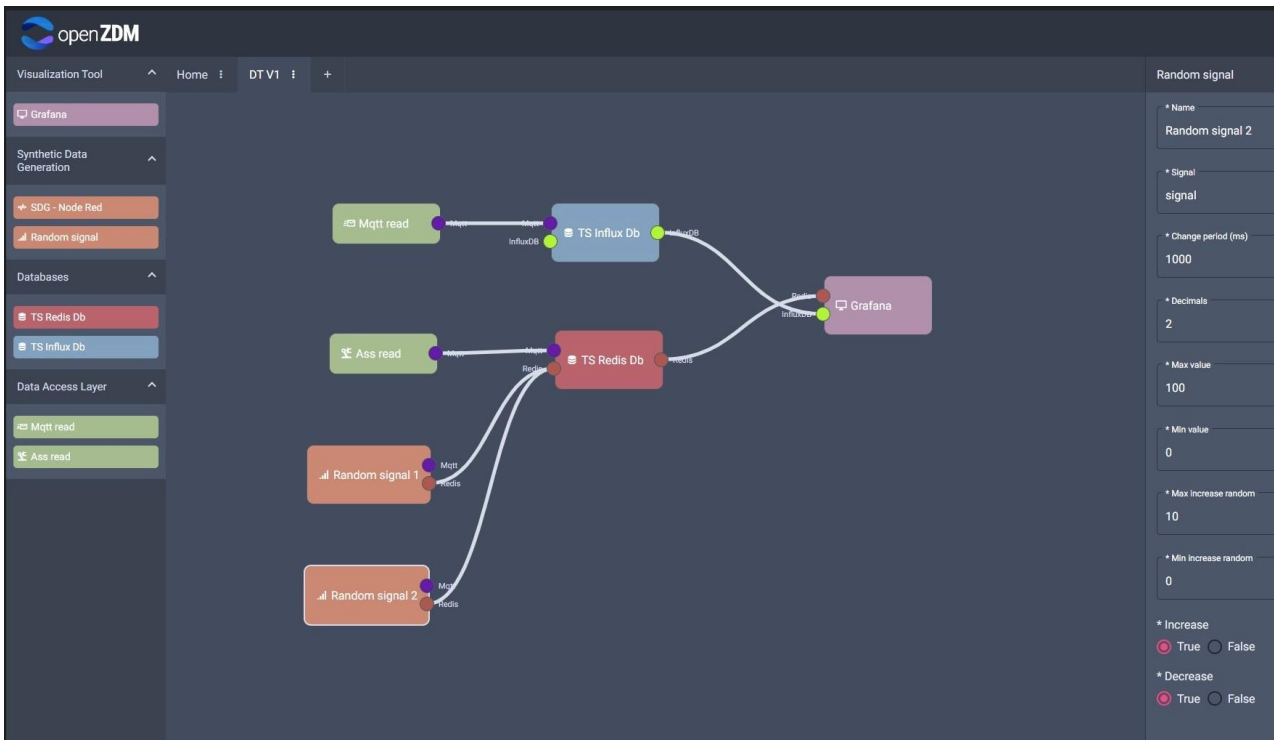 openZDM
Visualization Tool
Home
DT V1
+
Random signal
Grafana
Synthetic Data
Generation
SDG - Node Red
Random signal
Databases
TS Redis Db
TS Influx Db
Data Access Layer
Mqtt read
Ass read
Mqtt read
Mqtt
Mqtt
InfluxDB
TS Influx Db
InfluxDB
Redis
InfluxDB
Grafana
Ass read
Mqtt
Mqtt
Redis
TS Redis Db
Redis
Random signal 1
Mqtt
Redis
Random signal 2
Mqtt
Redis
* Name
Random signal 2
* Signal
signal
* Change period (ms)
1000
* Decimals
2
* Max value
100
* Min value
0
* Max increase random
10
* Min increase random
0
* Increase
True False
* Decrease
True False